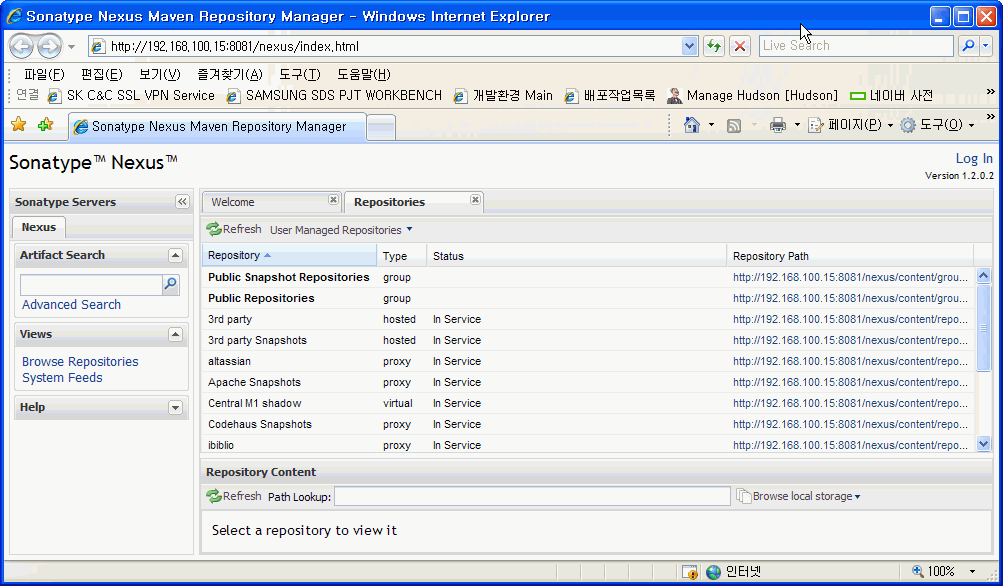 Sonatype Nexus Maven Repository Manager - Windows Internet Explorer
http://192.168.100.15:8081/nexus/index.html
Live Search
파일(F) 편집(E) 보기(V) 즐겨찾기(A) 도구(T) 도움말(H)
연결 SK C&C SSL VPN Service SAMSUNG SDS PJT WORKBENCH 개발환경 Main 배포작업목록 Manage Hudson [Hudson] 네이버 사전 »
Sonatype Nexus Maven Repository Manager
페이지(P) 도구(O) »
Sonatype™ Nexus™
Log In
Version 1.2.0.2
Sonatype Servers
Nexus
Artifact Search
Advanced Search
Views
Browse Repositories
System Feeds
Help
Welcome Repositories
Refresh User Managed Repositories
Repository Type Status Repository Path
Public Snapshot Repositories group http://192.168.100.15:8081/nexus/content/grou...
Public Repositories group http://192.168.100.15:8081/nexus/content/grou...
3rd party hosted In Service http://192.168.100.15:8081/nexus/content/repo...
3rd party Snapshots hosted In Service http://192.168.100.15:8081/nexus/content/repo...
altassian proxy In Service http://192.168.100.15:8081/nexus/content/repo...
Apache Snapshots proxy In Service http://192.168.100.15:8081/nexus/content/repo...
Central M1 shadow virtual In Service http://192.168.100.15:8081/nexus/content/repo...
Codehaus Snapshots proxy In Service http://192.168.100.15:8081/nexus/content/repo...
ibiblio proxy In Service http://192.168.100.15:8081/nexus/content/repo...
Repository Content
Refresh Path Lookup: Browse local storage
Select a repository to view it
인터넷 100%